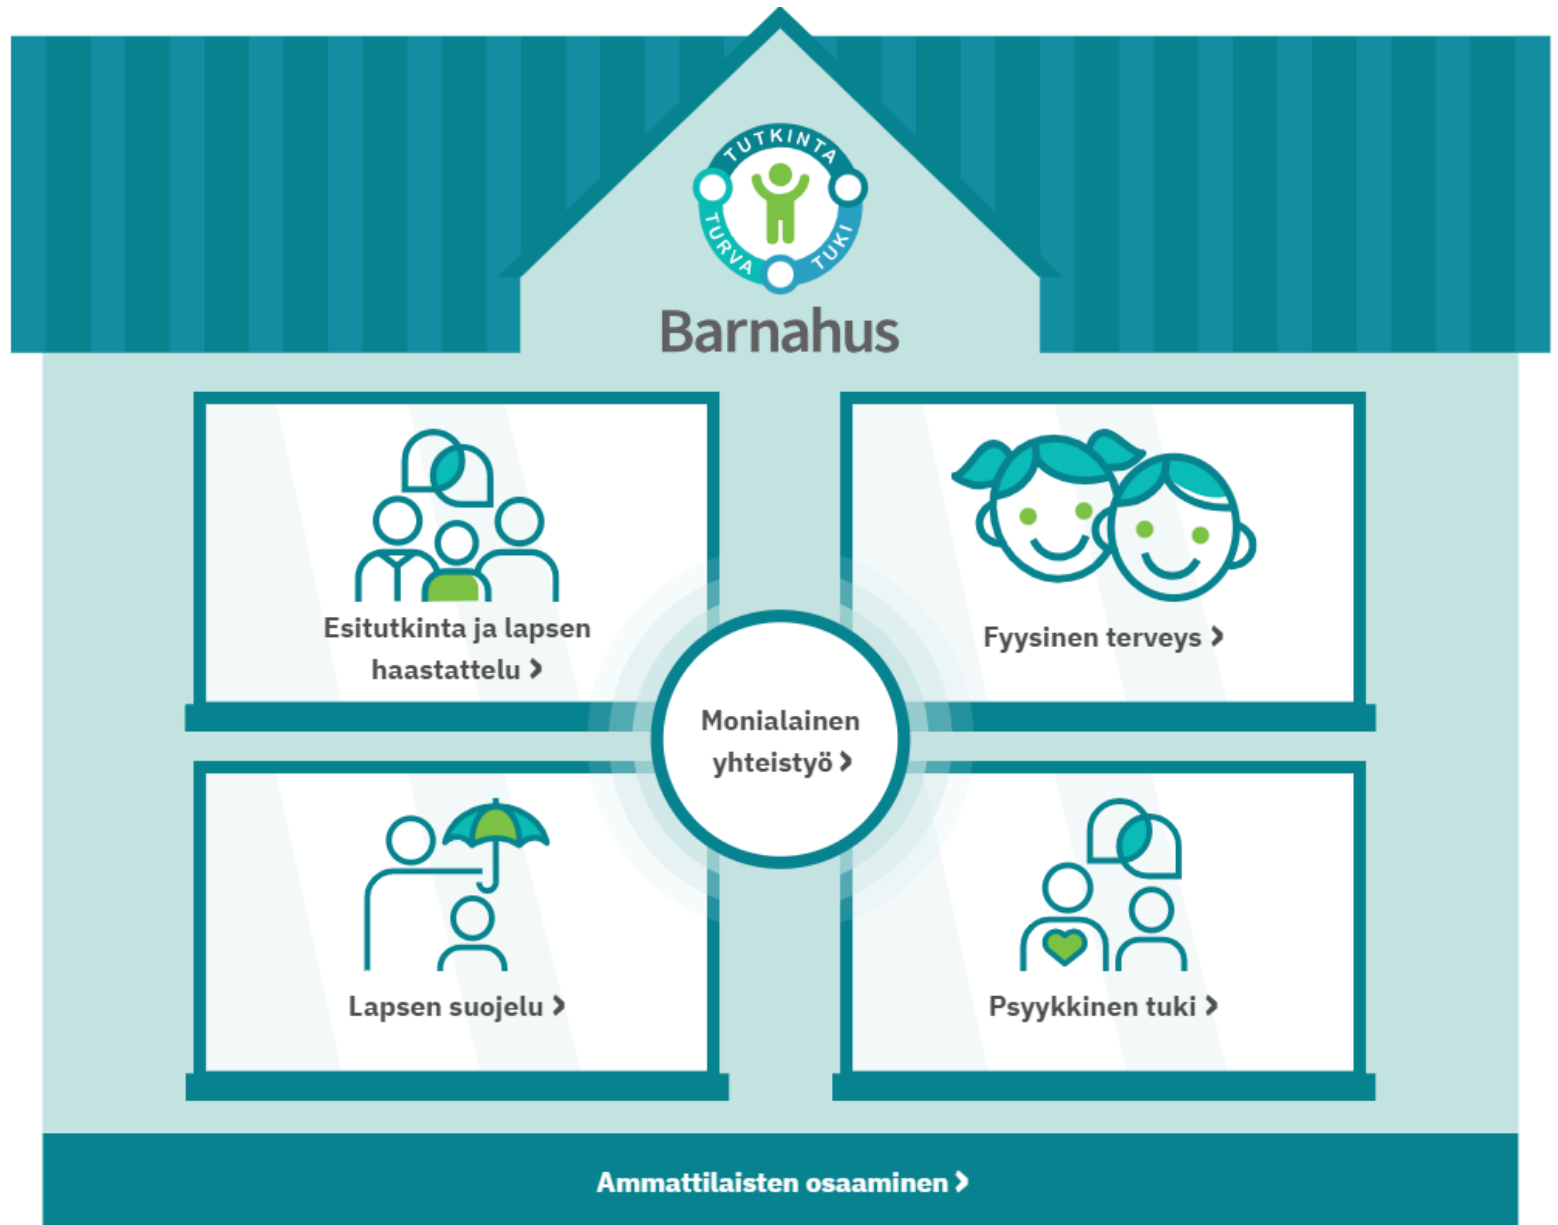 TUTKINTA
TURVA
TUKI
Barnahus
Esitutkinta ja lapsen
haastattelu >
Fyysinen terveys >
Monialainen
yhteistyö >
Lapsen suojelu >
Psyykkinen tuki >
Ammattilaisten osaaminen >